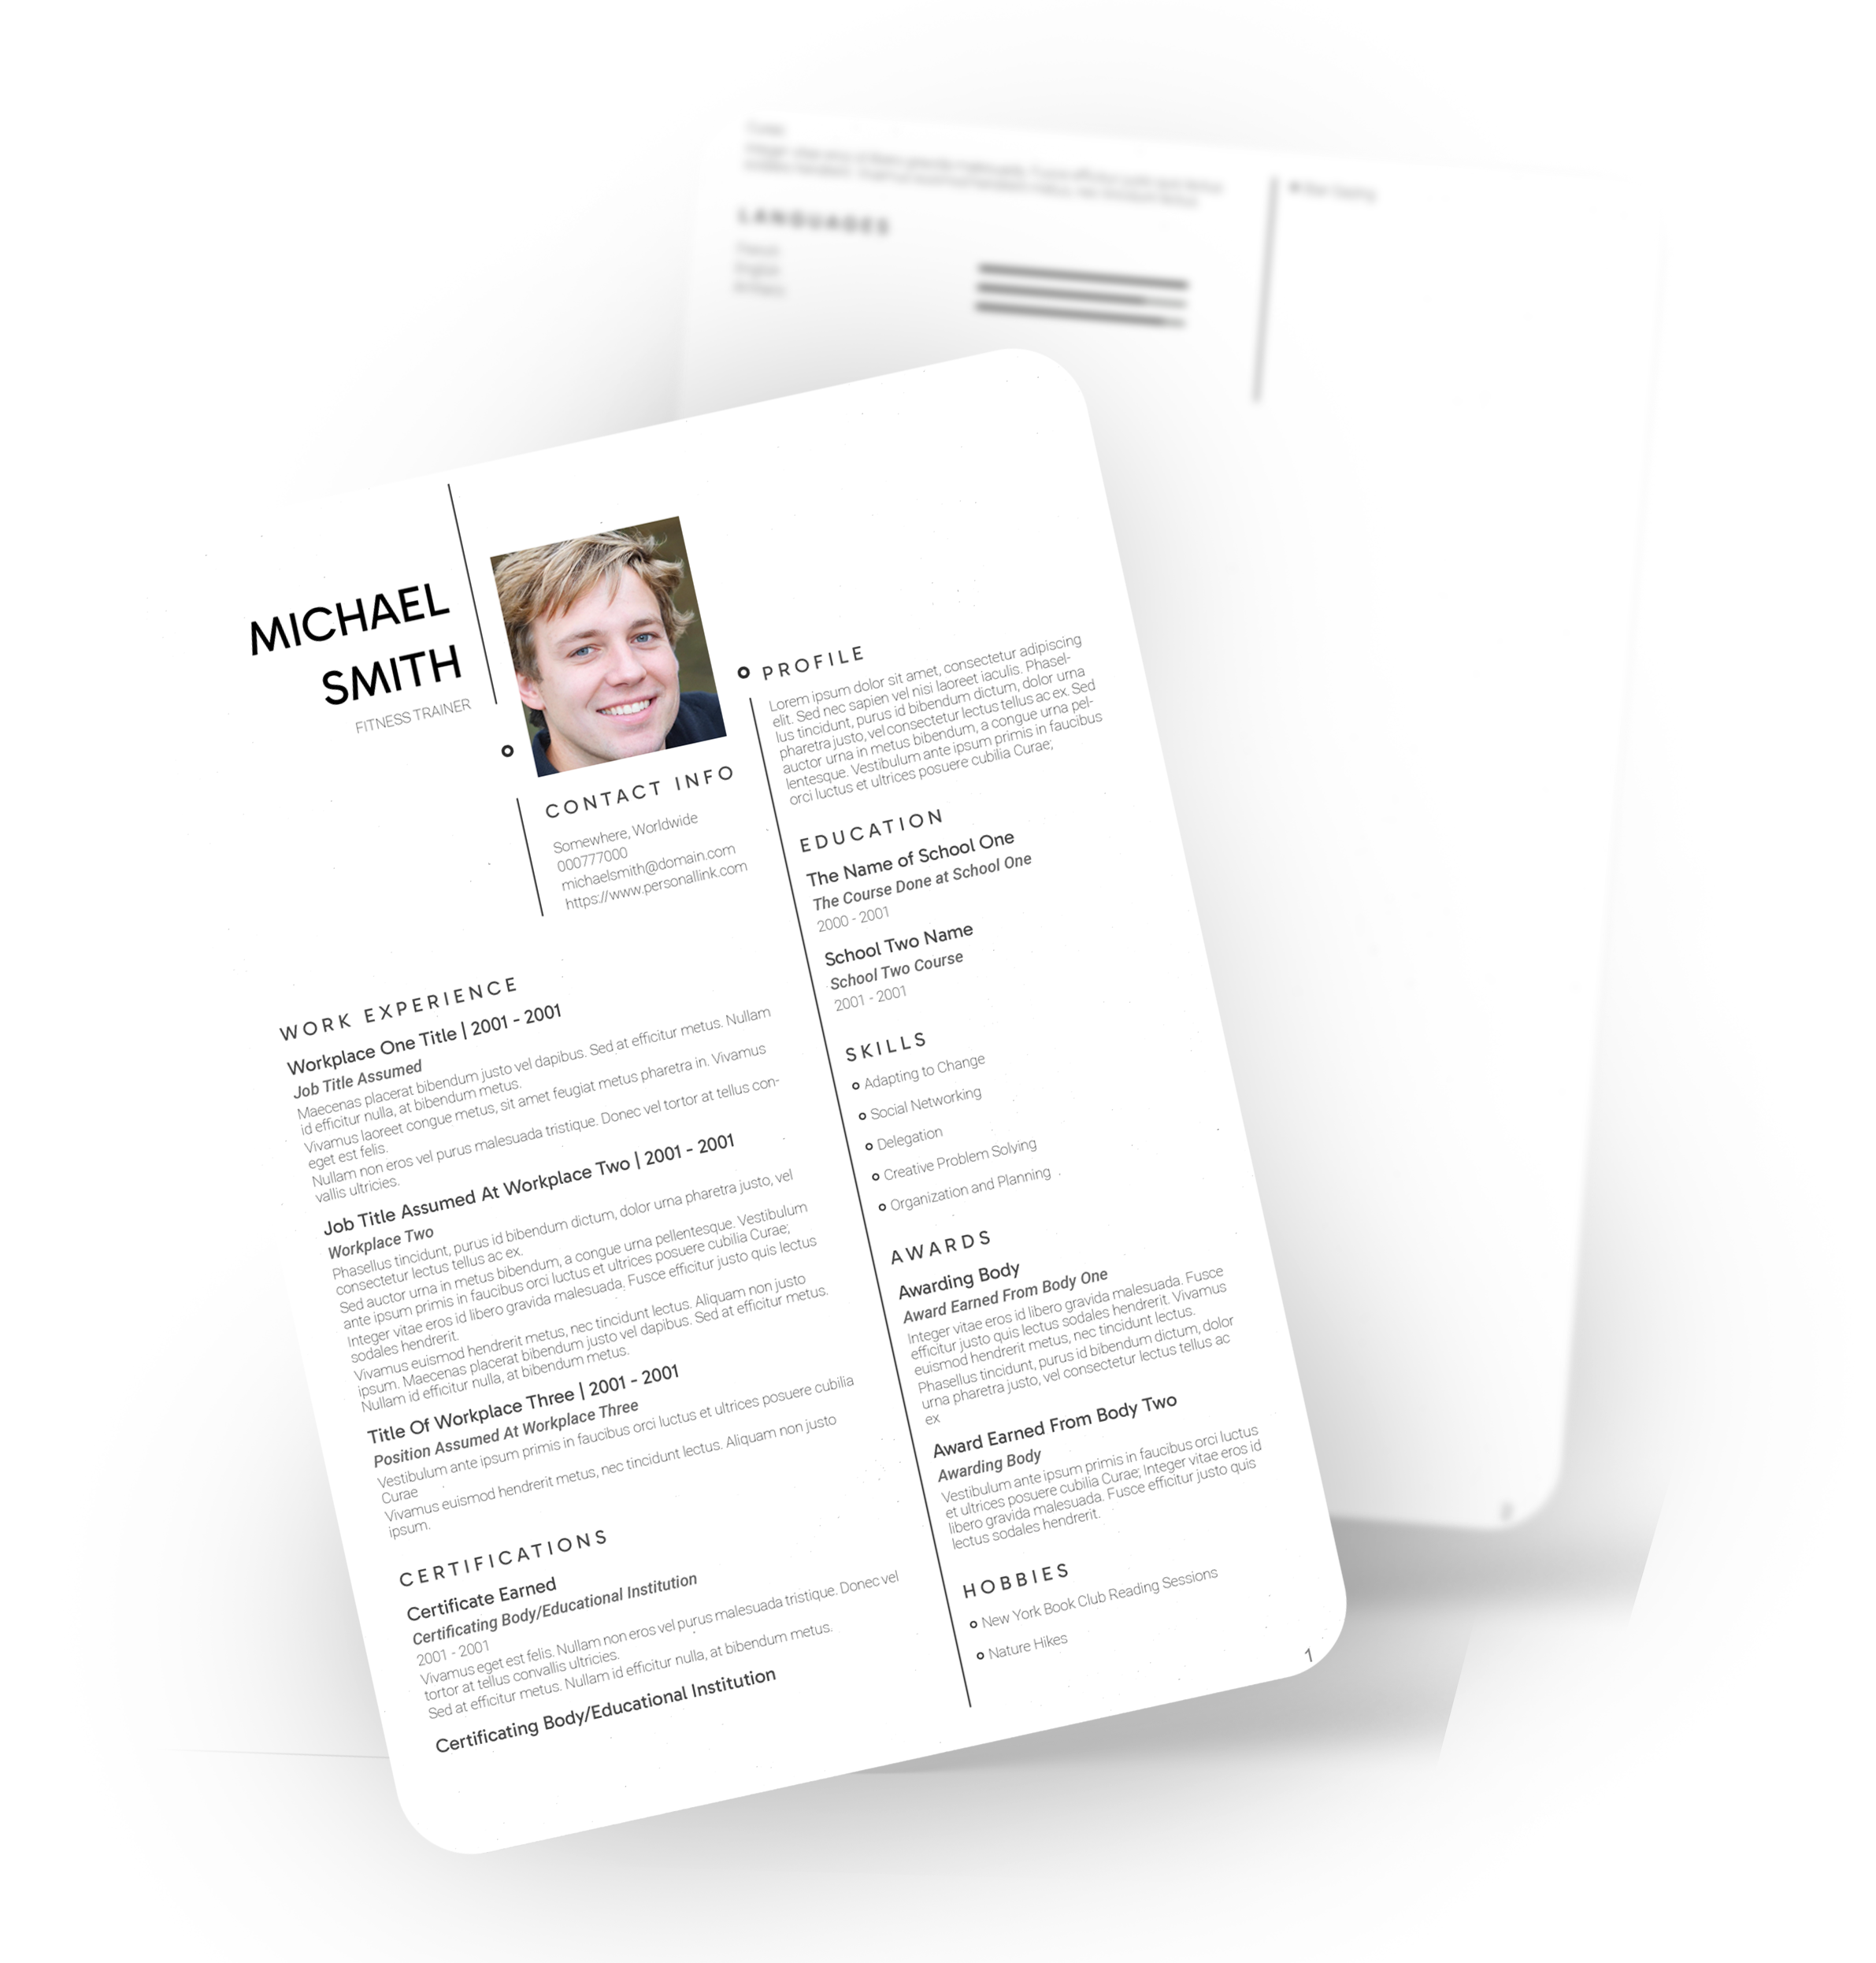 MICHAEL
SMITH
FITNESS TRAINER
CONTACT INFO
Somewhere, Worldwide
000777000
michaelsmith@domain.com
https://www.personallink.com
WORK EXPERIENCE
Workplace One Title | 2001 - 2001
Job Title Assumed
Maecenas placerat bibendum justo vel dapibus. Sed at efficitur metus. Nullam
id efficitur nulla, at bibendum metus.
Vivamus laoreet congue metus, sit amet feugiat metus pharetra in. Vivamus
eget est felis.
Nullam non eros vel purus malesuada tristique. Donec vel tortor at tellus con-
vallis ultricies.
Job Title Assumed At Workplace Two | 2001 - 2001
Workplace Two
Phasellus tincidunt, purus id bibendum dictum, dolor urna pharetra justo, vel
consectetur lectus tellus ac ex.
Sed auctor urna in metus bibendum, a congue urna pellentesque. Vestibulum
ante ipsum primis in faucibus orci luctus et ultrices posuere cubilia Curae;
Integer vitae eros id libero gravida malesuada. Fusce efficitur justo quis lectus
sodales hendrerit.
Vivamus euismod hendrerit metus, nec tincidunt lectus. Aliquam non justo
ipsum. Maecenas placerat bibendum justo vel dapibus. Sed at efficitur metus.
Nullam id efficitur nulla, at bibendum metus.
Title Of Workplace Three | 2001 - 2001
Position Assumed At Workplace Three
Vestibulum ante ipsum primis in faucibus orci luctus et ultrices posuere cubilia
Curae
Vivamus euismod hendrerit metus, nec tincidunt lectus. Aliquam non justo
ipsum.
CERTIFICATIONS
Certificate Earned
Certificating Body/Educational Institution
2001 - 2001
Vivamus eget est felis. Nullam non eros vel purus malesuada tristique. Donec vel
tortor at tellus convallis ultricies.
Sed at efficitur metus. Nullam id efficitur nulla, at bibendum metus.
Certificating Body/Educational Institution
PROFILE
Lorem ipsum dolor sit amet, consectetur adipiscing
elit. Sed nec sapien vel nisi laoreet iaculis. Phasel-
lus tincidunt, purus id bibendum dictum, dolor urna
pharetra justo, vel consectetur lectus tellus ac ex. Sed
auctor urna in metus bibendum, a congue urna pel-
lentesque. Vestibulum ante ipsum primis in faucibus
orci luctus et ultrices posuere cubilia Curae;
EDUCATION
The Name of School One
The Course Done at School One
2000 - 2001
School Two Name
School Two Course
2001 - 2001
SKILLS
Adapting to Change
Social Networking
Delegation
Creative Problem Solving
Organization and Planning
AWARDS
Awarding Body
Award Earned From Body One
Integer vitae eros id libero gravida malesuada. Fusce
efficitur justo quis lectus sodales hendrerit. Vivamus
euismod hendrerit metus, nec tincidunt lectus.
Phasellus tincidunt, purus id bibendum dictum, dolor
urna pharetra justo, vel consectetur lectus tellus ac
ex
Award Earned From Body Two
Awarding Body
Vestibulum ante ipsum primis in faucibus orci luctus
et ultrices posuere cubilia Curae; Integer vitae eros id
libero gravida malesuada. Fusce efficitur justo quis
lectus sodales hendrerit.
HOBBIES
New York Book Club Reading Sessions
Nature Hikes
1
LANGUAGES
French
English